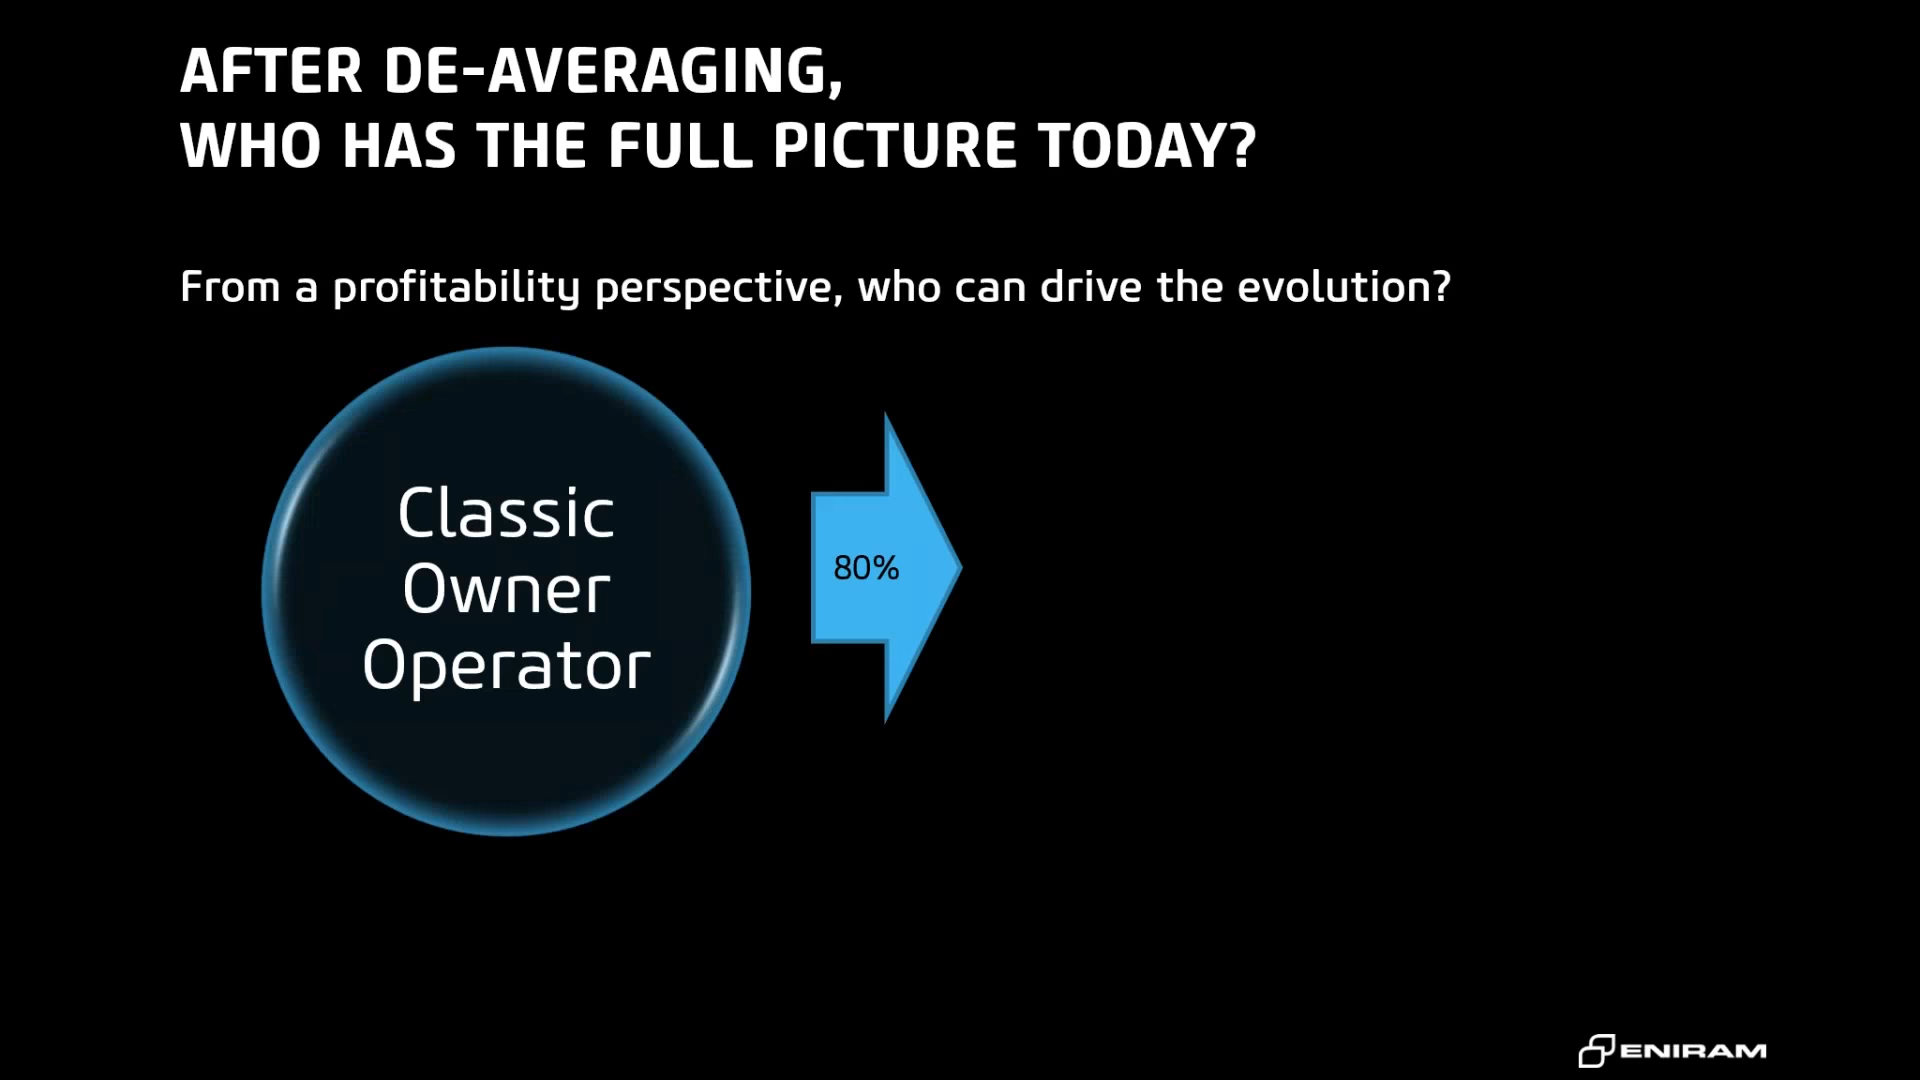 AFTER DE-AVERAGING,
WHO HAS THE FULL PICTURE TODAY?
From a profitability perspective, who can drive the evolution?
Classic
Owner
Operator
80%
ENIRAM